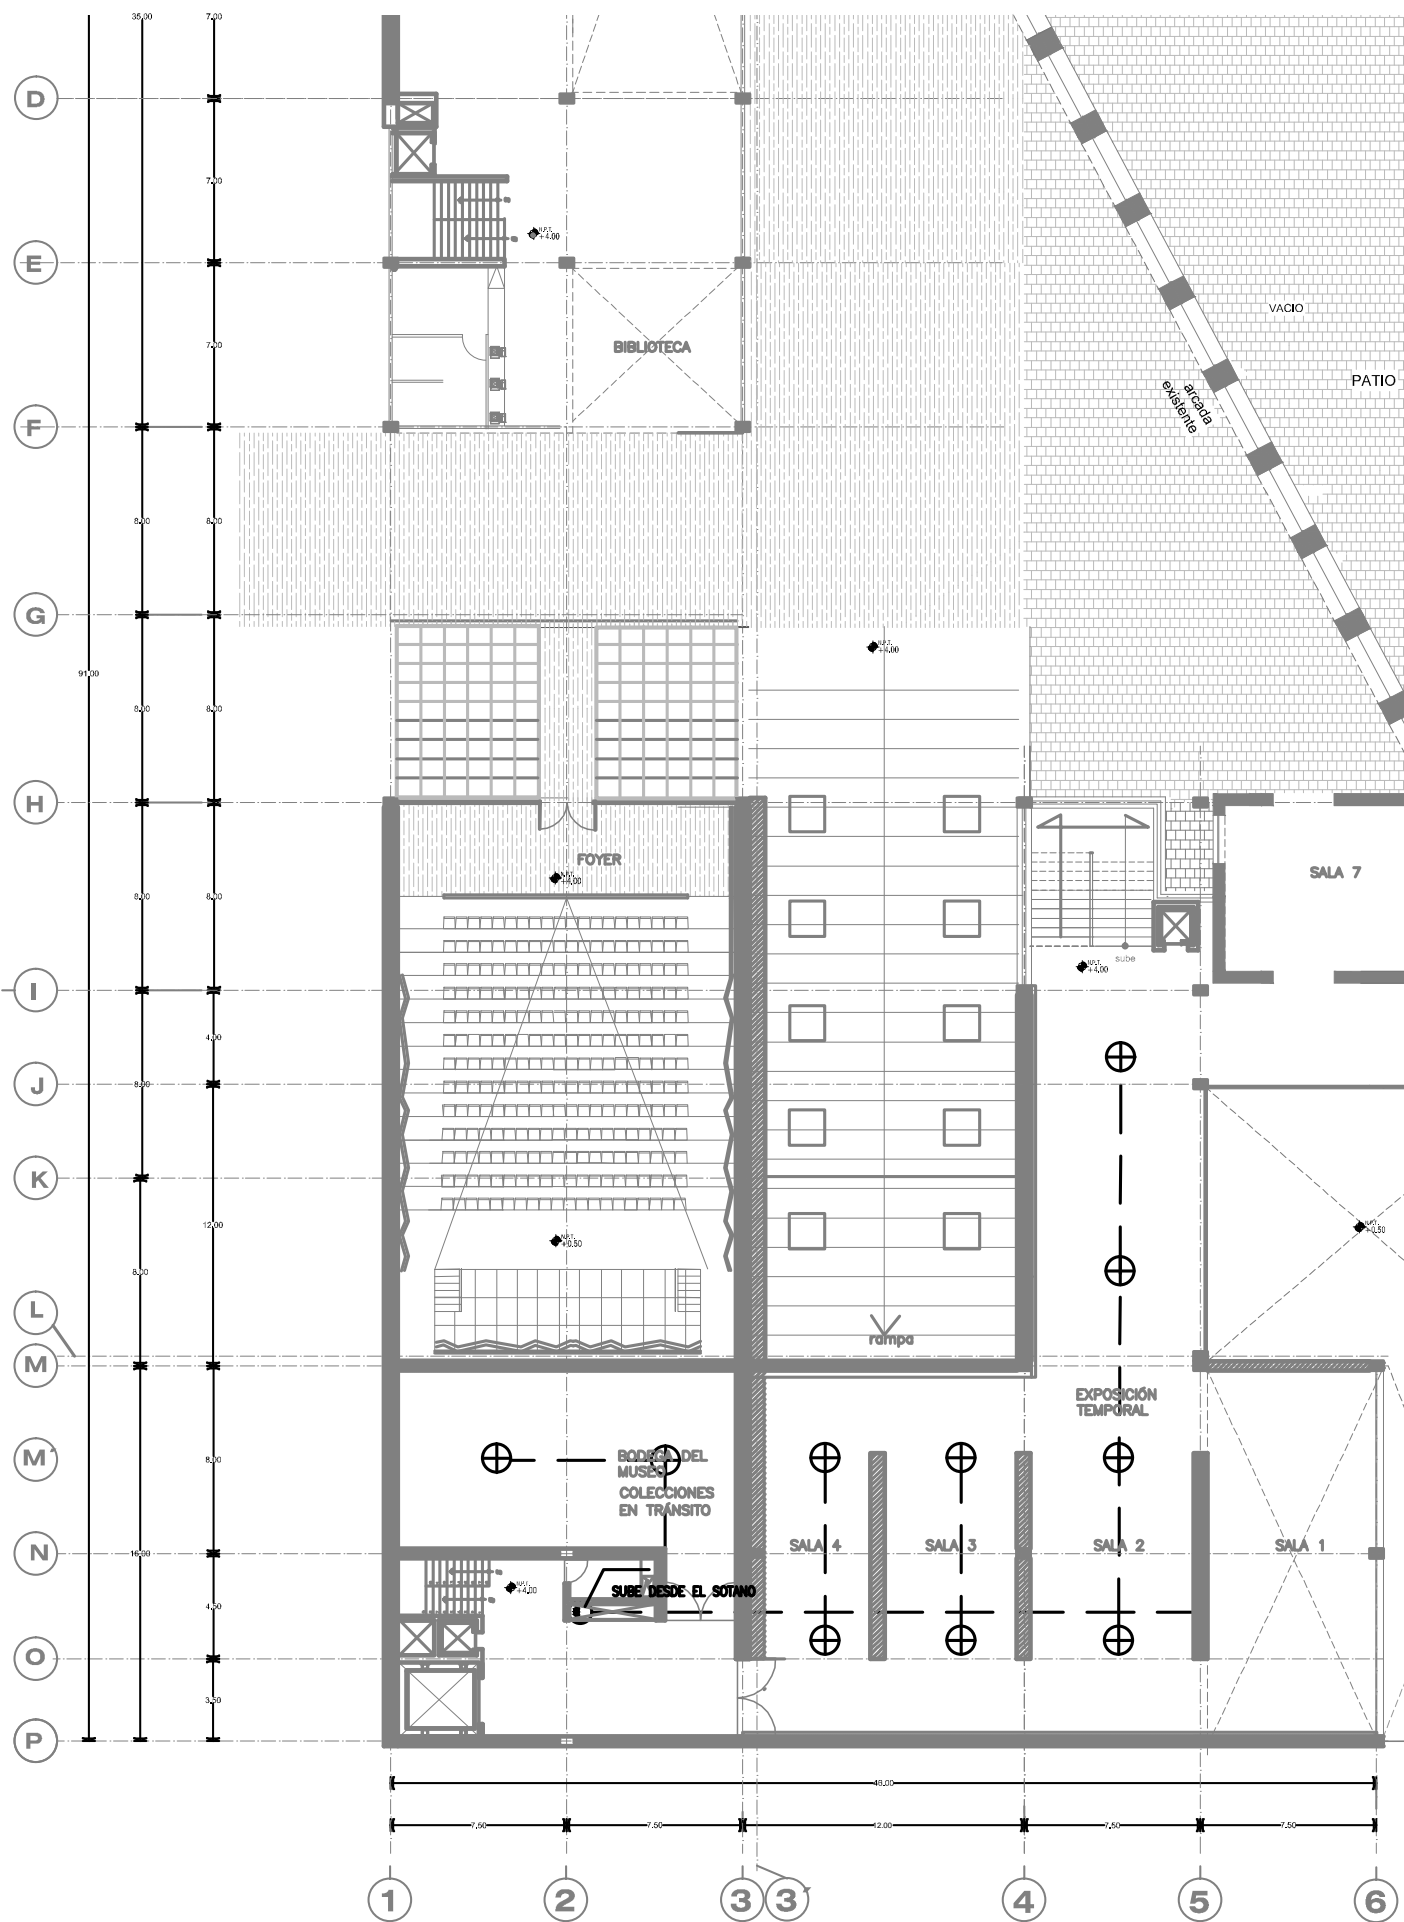 35.00
7.00
D
7.00
N.P.T.
+4.00
E
VACIO
7.00
BIBLIOTECA
PATIO
arcada
existente
F
8.00
8.00
G
N.P.T.
+4.00
91.00
8.00
8.00
H
FOYER
N.P.T.
+4.00
SALA 7
8.00
8.00
sube
N.P.T.
+4.00
I
4.00
J
8.00
K
12.00
N.P.T.
+0.50
N.P.T.
+0.50
8.00
L
rampa
M
EXPOSICIÓN
TEMPORAL
M'
8.00
BODEGA DEL
MUSEO
COLECCIONES
EN TRÁNSITO
N
16.00
SALA 4
SALA 3
SALA 2
SALA 1
N.P.T.
+4.00
SUBE DESDE EL SOTANO
4.50
O
3.50
P
48.00
7.50
7.50
12.00
7.50
7.50
1
2
3
3'
4
5
6